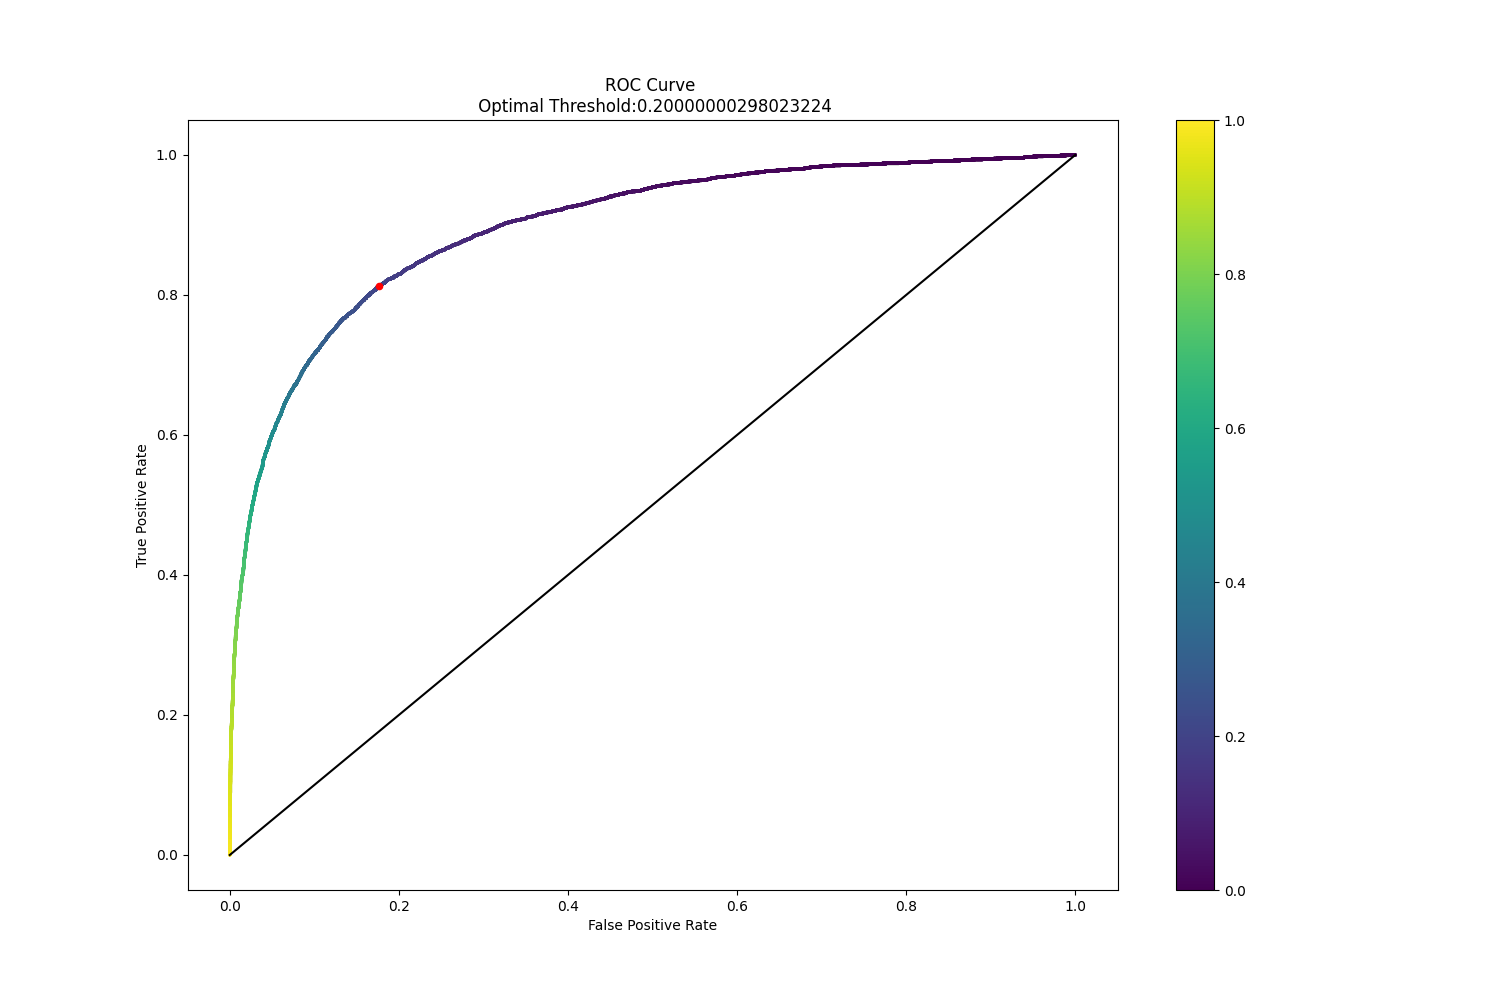 ROC Curve
Optimal Threshold:0.20000000298023224
True Positive Rate
1.0
0.8
0.6
0.4
0.2
0.0
0.0 0.2 0.4 0.6 0.8 1.0
False Positive Rate
1.0
0.8
0.6
0.4
0.2
0.0